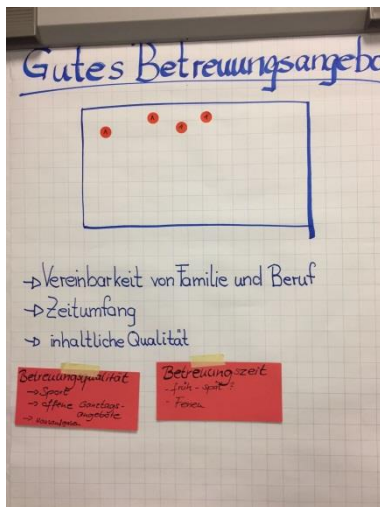 Gutes Betreuungsangebo
→ Vereinbarkeit von Familie und Beruf
→ Zeitumfang
→ inhaltliche Qualität
Betreuungsqualität
→ Sport
→ offene Ganztags-
angebote
Betreuungszeit
- früh - spät?
- Ferien